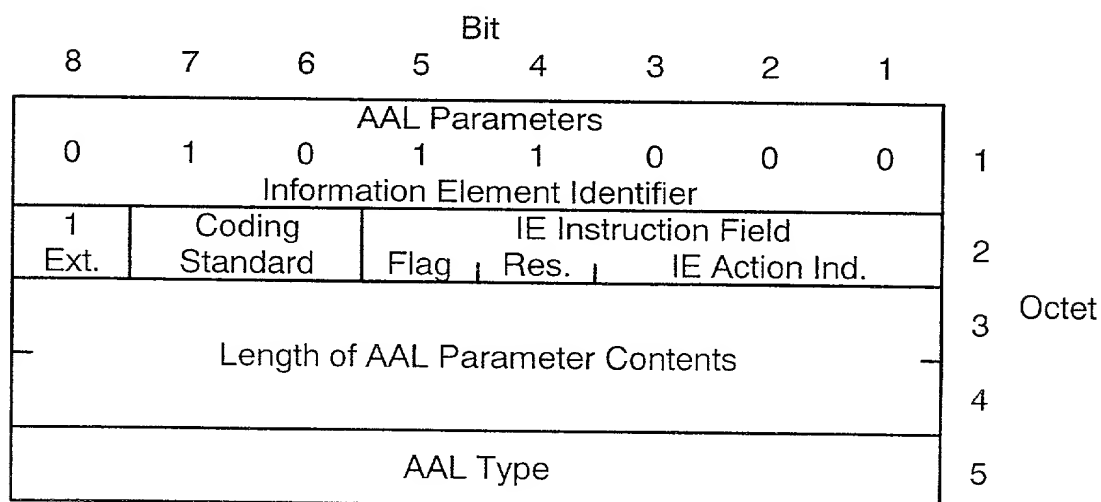 Bit
8 7 6 5 4 3 2 1
AAL Parameters
0 1 0 1 1 0 0 0 1
Information Element Identifier
1 Coding IE Instruction Field
Ext. Standard Flag Res. IE Action Ind. 2
3
Octet
Length of AAL Parameter Contents
4
AAL Type 5